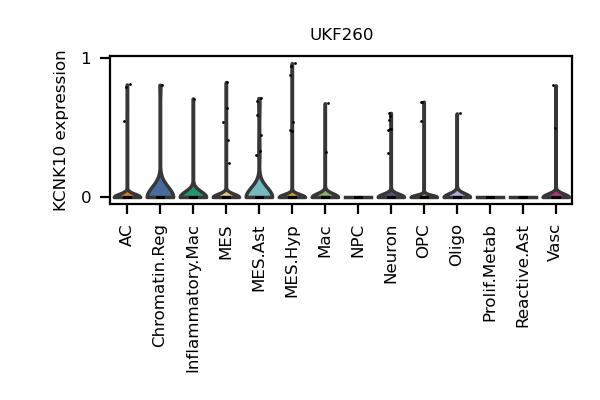 UKF260
KCNK10 expression
1
0
AC
Chromatin.Reg
Inflammatory.Mac
MES
MES.Ast
MES.Hyp
Mac
NPC
Neuron
OPC
Oligo
Prolif.Metab
Reactive.Ast
Vasc